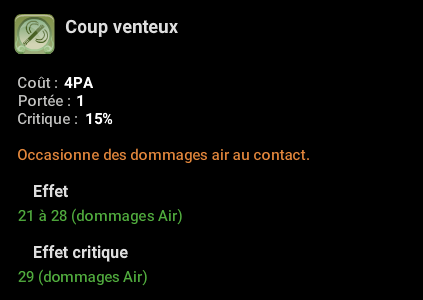 Coup venteux
Coût : 4PA
Portée : 1
Critique : 15%
Occasionne des dommages air au contact.
Effet
21 à 28 (dommages Air)
Effet critique
29 (dommages Air)